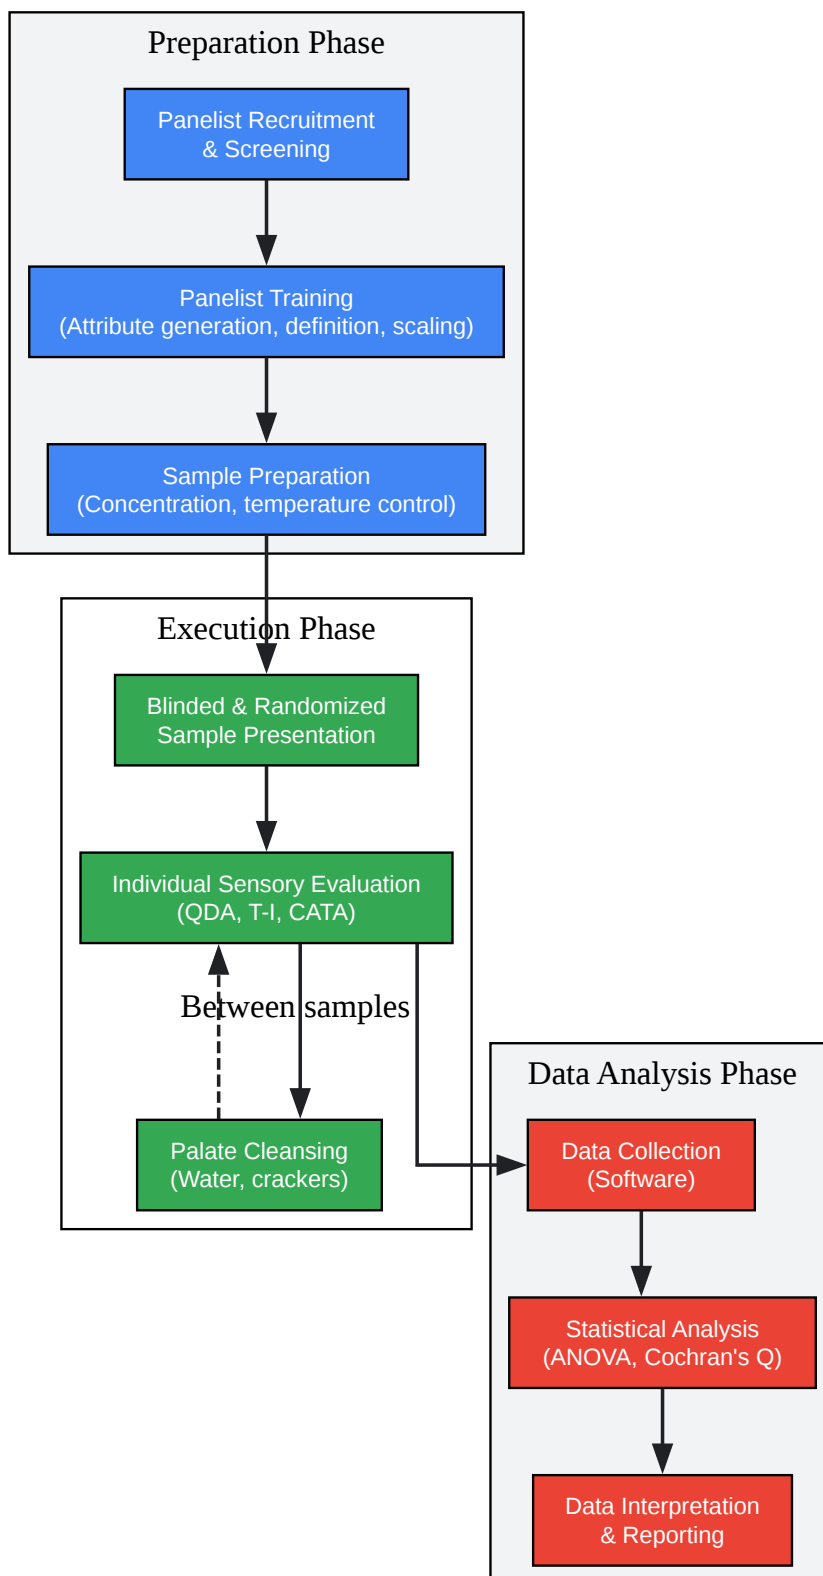 Preparation Phase
Panelist Recruitment
& Screening
Panelist Training
(Attribute generation, definition, scaling)
Sample Preparation
(Concentration, temperature control)
Execution Phase
Blinded & Randomized
Sample Presentation
Individual Sensory Evaluation
(QDA, T-I, CATA)
Between samples
Palate Cleansing
(Water, crackers)
Data Analysis Phase
Data Collection
(Software)
Statistical Analysis
(ANOVA, Cochran's Q)
Data Interpretation
& Reporting